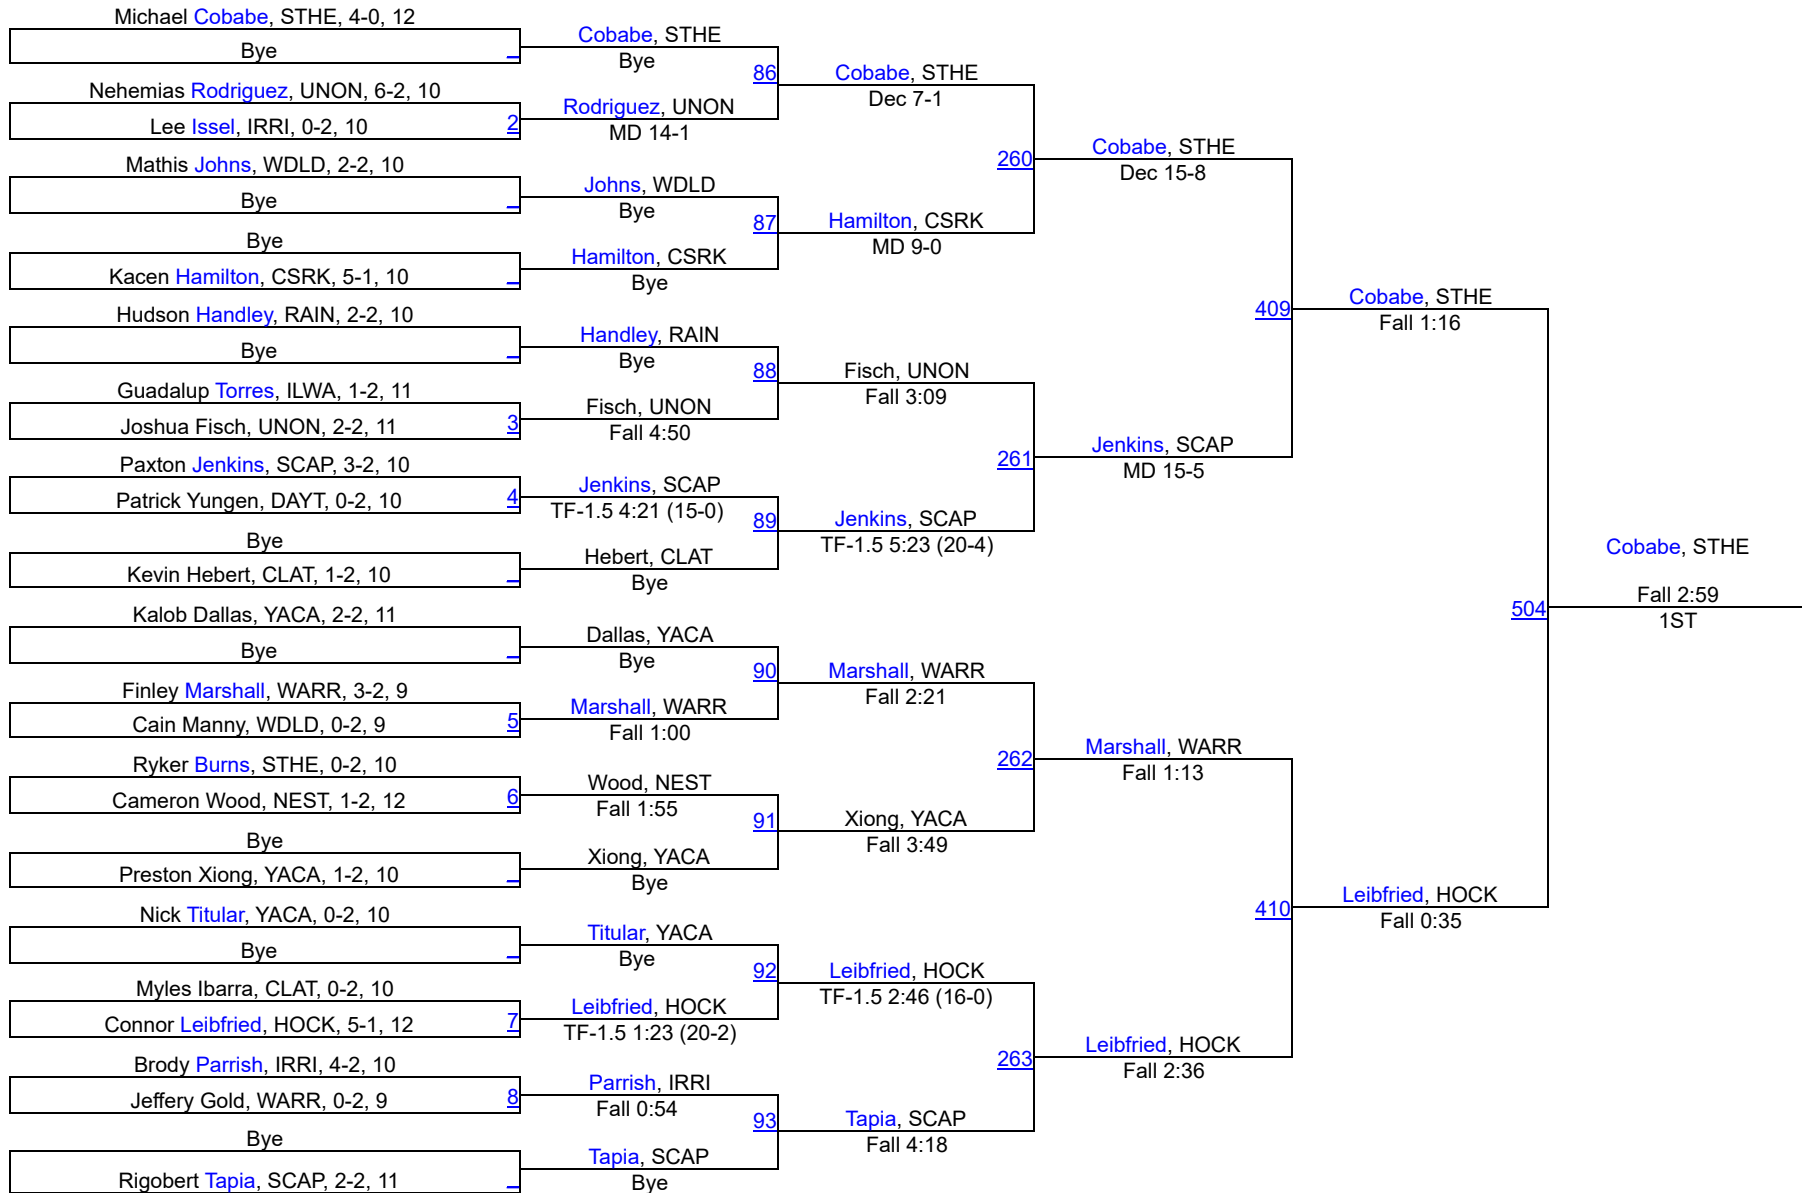 Michael Cobabe, STHE, 4-0, 12
Bye
Nehemias Rodriguez, UNON, 6-2, 10
Lee Issel, IRRI, 0-2, 10
2
Mathis Johns, WDLD, 2-2, 10
Bye
Bye
Kacen Hamilton, CSRK, 5-1, 10
Hudson Handley, RAIN, 2-2, 10
Bye
Guadalup Torres, ILWA, 1-2, 11
Joshua Fisch, UNON, 2-2, 11
3
Paxton Jenkins, SCAP, 3-2, 10
Patrick Yungen, DAYT, 0-2, 10
4
Bye
Kevin Hebert, CLAT, 1-2, 10
Kalob Dallas, YACA, 2-2, 11
Bye
Finley Marshall, WARR, 3-2, 9
Cain Manny, WDLD, 0-2, 9
5
Ryker Burns, STHE, 0-2, 10
Cameron Wood, NEST, 1-2, 12
6
Bye
Preston Xiong, YACA, 1-2, 10
Nick Titular, YACA, 0-2, 10
Bye
Myles Ibarra, CLAT, 0-2, 10
Connor Leibfried, HOCK, 5-1, 12
7
Brody Parrish, IRRI, 4-2, 10
Jeffery Gold, WARR, 0-2, 9
8
Bye
Rigobert Tapia, SCAP, 2-2, 11
Cobabe, STHE
Bye
86
Rodriguez, UNON
MD 14-1
Johns, WDLD
Bye
87
Hamilton, CSRK
Bye
Handley, RAIN
Bye
88
Fisch, UNON
Fall 4:50
Jenkins, SCAP
TF-1.5 4:21 (15-0)
89
Hebert, CLAT
Bye
Dallas, YACA
Bye
90
Marshall, WARR
Fall 1:00
Wood, NEST
Fall 1:55
91
Xiong, YACA
Bye
Titular, YACA
Bye
92
Leibfried, HOCK
TF-1.5 1:23 (20-2)
Parrish, IRRI
Fall 0:54
93
Tapia, SCAP
Bye
Cobabe, STHE
Dec 7-1
260
Hamilton, CSRK
MD 9-0
Fisch, UNON
Fall 3:09
261
Jenkins, SCAP
TF-1.5 5:23 (20-4)
Marshall, WARR
Fall 2:21
262
Xiong, YACA
Fall 3:49
Leibfried, HOCK
TF-1.5 2:46 (16-0)
263
Tapia, SCAP
Fall 4:18
Cobabe, STHE
Dec 15-8
409
Jenkins, SCAP
MD 15-5
Marshall, WARR
Fall 1:13
410
Leibfried, HOCK
Fall 2:36
Cobabe, STHE
Fall 1:16
504
Leibfried, HOCK
Fall 0:35
Cobabe, STHE
Fall 2:59
1ST